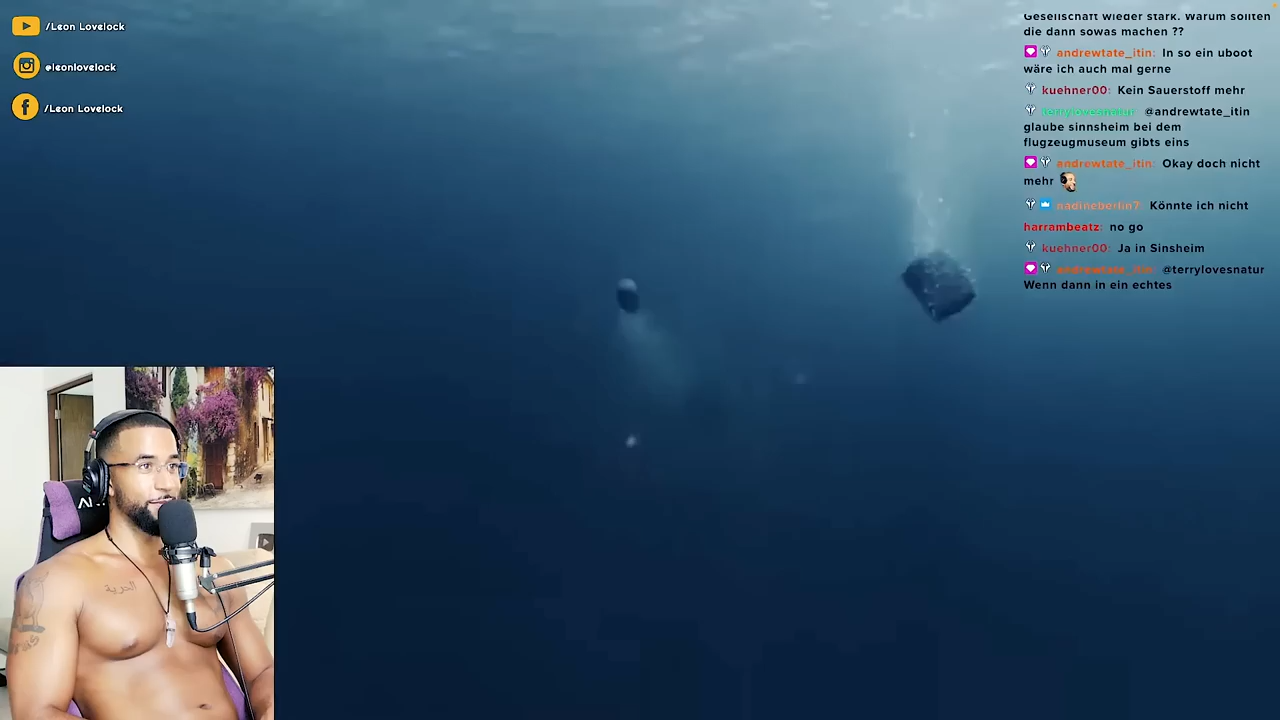 /Leon Lovelock
@leonlovelock
/Leon Lovelock
Gesellschaft wieder stark. Warum sollten
die dann sowas machen ??
andrewtate_itin: In so ein uboot
wäre ich auch mal gerne
kuehner00: Kein Sauerstoff mehr
terrylovesnatur: @andrewtate_itin
glaube sinnsheim bei dem
flugzeugmuseum gibts eins
andrewtate_itin: Okay doch nicht
mehr
nadineberlin7: Könnte ich nicht
harrambeatz: no go
kuehner00: Ja in Sinsheim
andrewtate_itin: @terrylovesnatur
Wenn dann in ein echtes